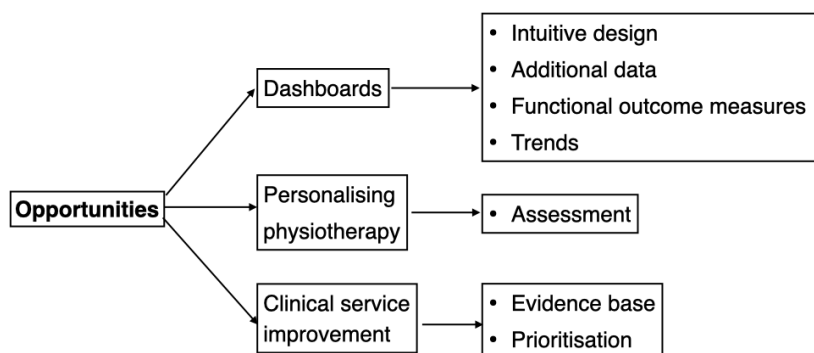 Opportunities
Dashboards
• Intuitive design
• Additional data
• Functional outcome measures
• Trends
Personalising
physiotherapy
• Assessment
Clinical service
improvement
• Evidence base
• Prioritisation